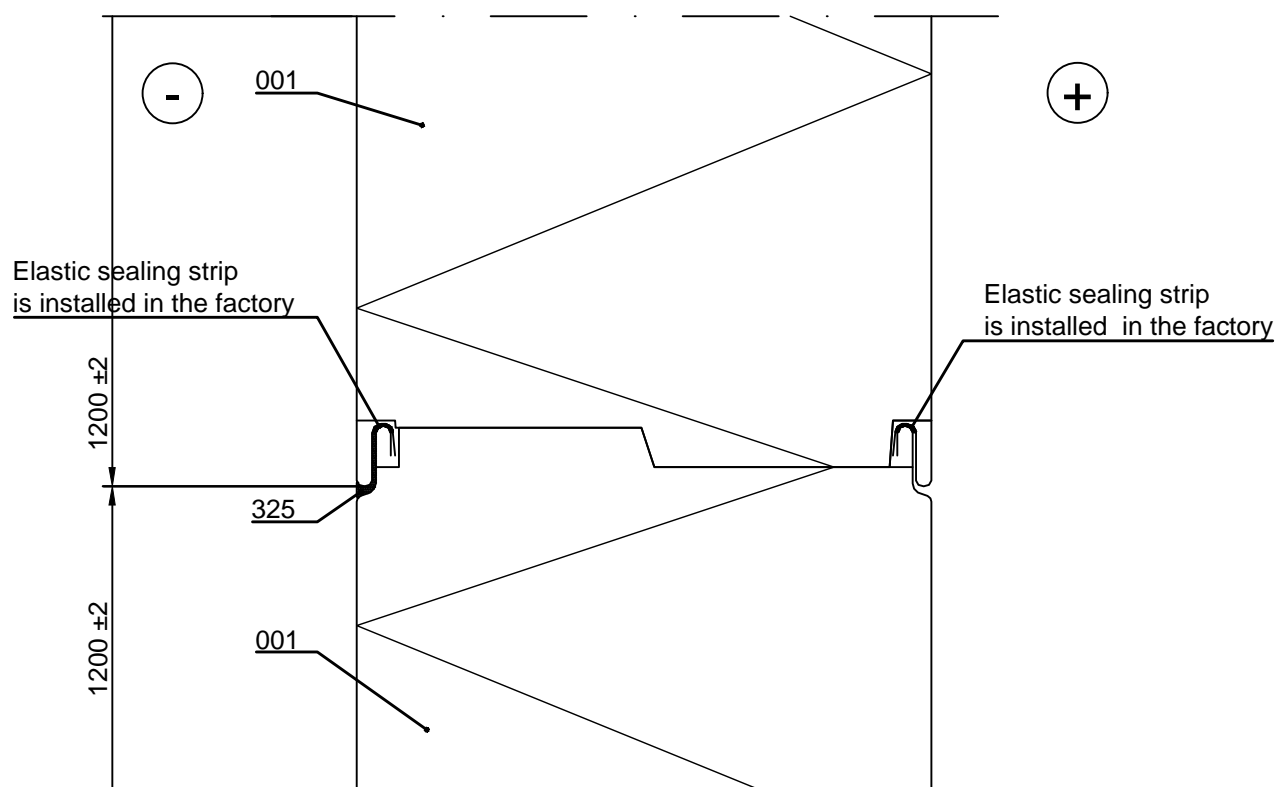 -
001
+
Elastic sealing strip
is installed in the factory
Elastic sealing strip
is installed  in the factory
1200 ±2
325
1200 ±2
001